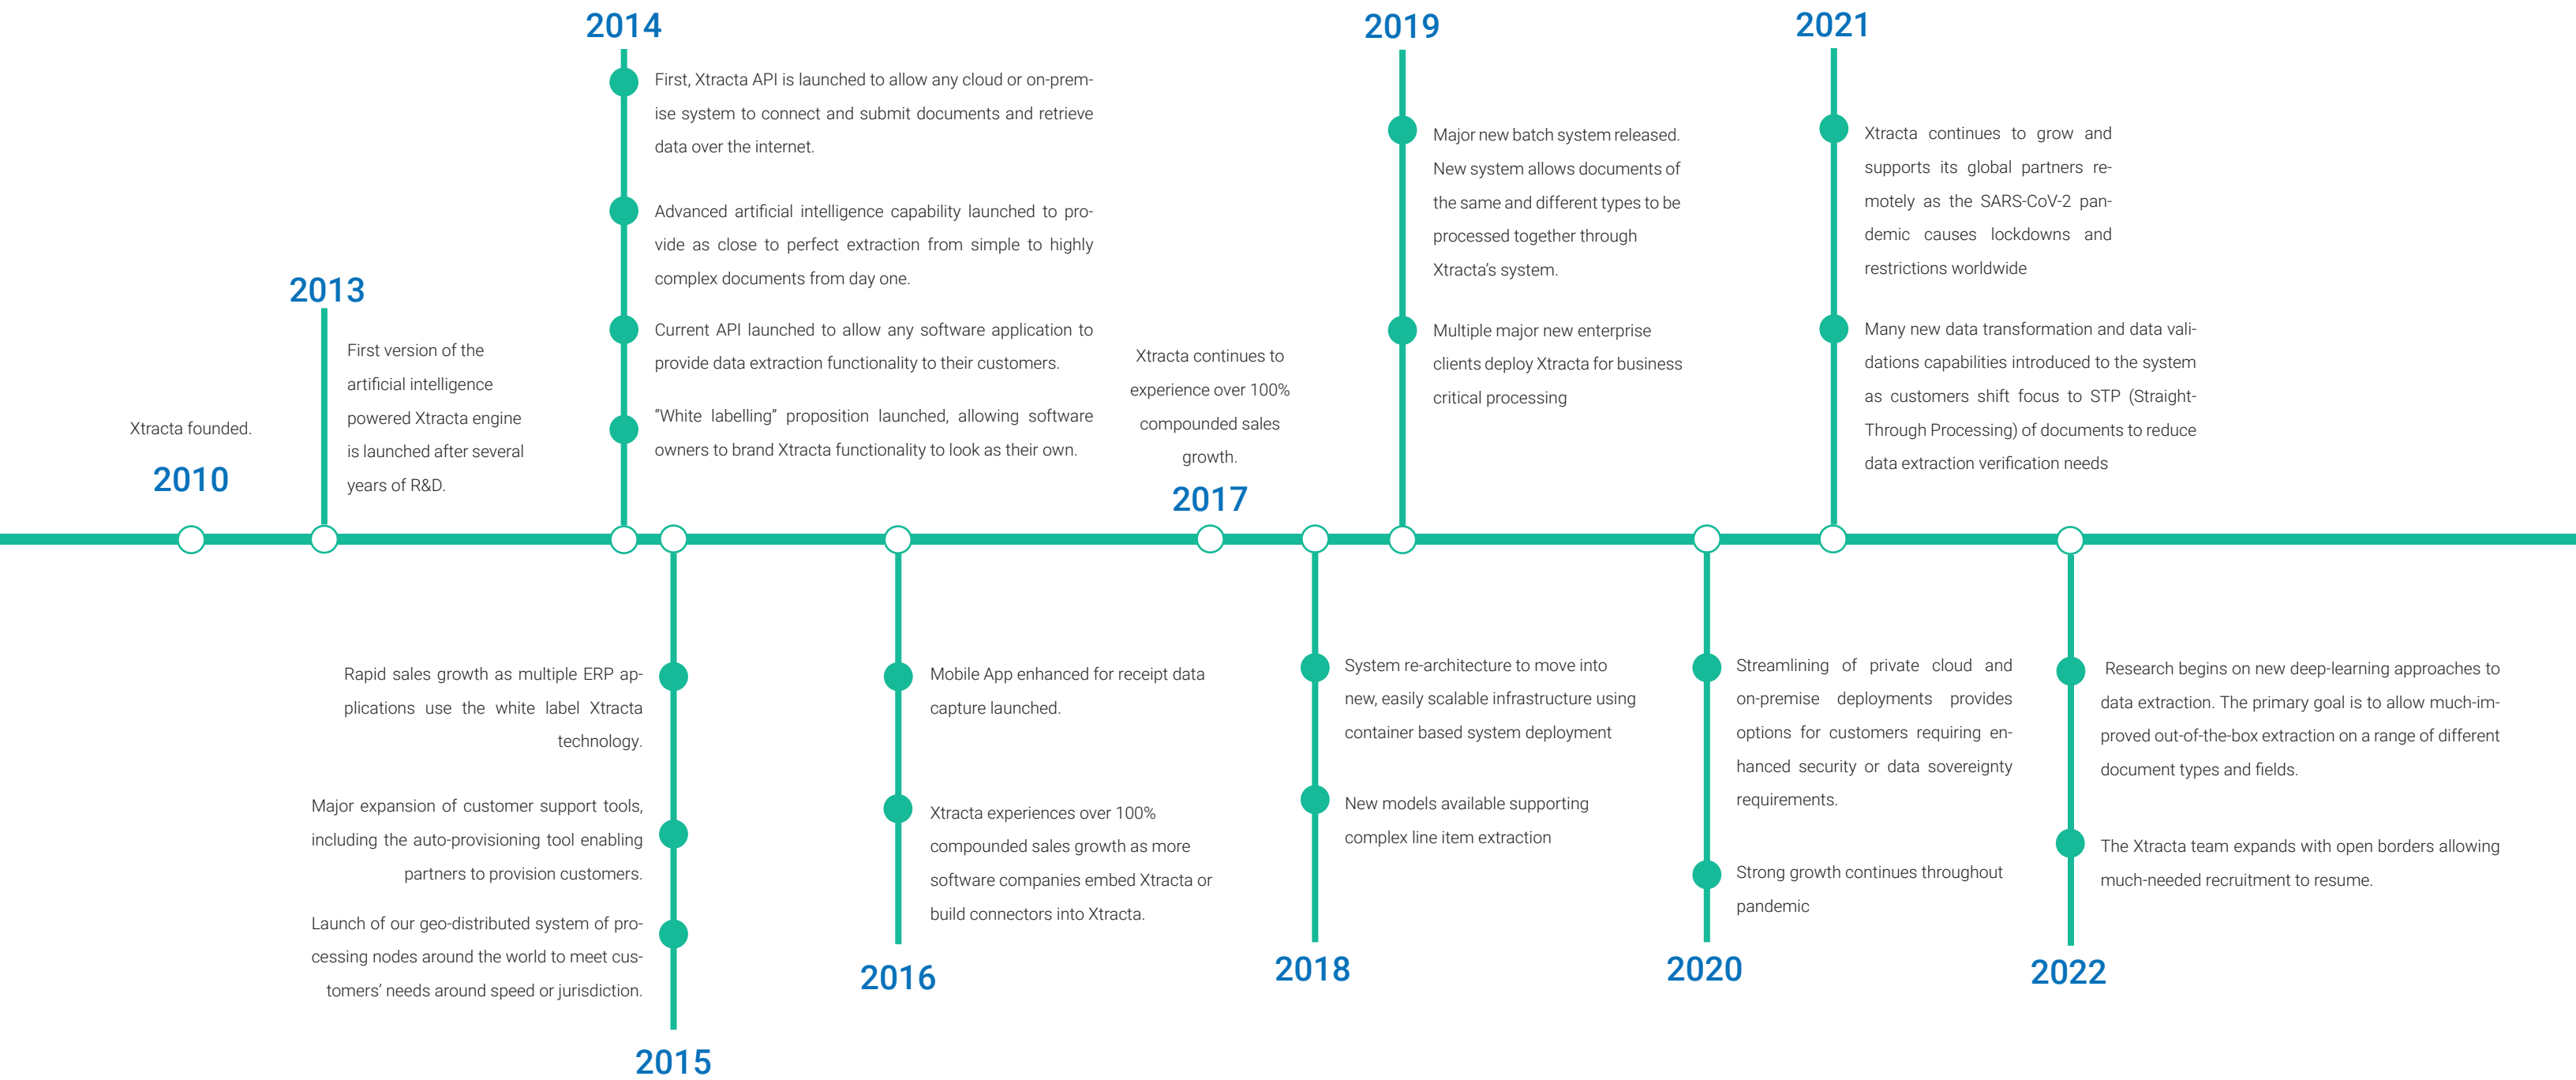 Xtracta founded.
2010
2013
First version of the
artificial intelligence
powered Xtracta engine
is launched after several
years of R&D.
2014
First, Xtracta API is launched to allow any cloud or on-prem-
ise system to connect and submit documents and retrieve
data over the internet.
Advanced artificial intelligence capability launched to pro-
vide as close to perfect extraction from simple to highly
complex documents from day one.
Current API launched to allow any software application to
provide data extraction functionality to their customers.
“White labelling” proposition launched, allowing software
owners to brand Xtracta functionality to look as their own.
Rapid sales growth as multiple ERP ap-
plications use the white label Xtracta
technology.
Major expansion of customer support tools,
including the auto-provisioning tool enabling
partners to provision customers.
Launch of our geo-distributed system of pro-
cessing nodes around the world to meet cus-
tomers’ needs around speed or jurisdiction.
2015
Mobile App enhanced for receipt data
capture launched.
Xtracta experiences over 100%
compounded sales growth as more
software companies embed Xtracta or
build connectors into Xtracta.
2016
Xtracta continues to
experience over 100%
compounded sales
growth.
2017
System re-architecture to move into
new, easily scalable infrastructure using
container based system deployment
New models available supporting
complex line item extraction
2018
2019
Major new batch system released.
New system allows documents of
the same and different types to be
processed together through
Xtracta’s system.
Multiple major new enterprise
clients deploy Xtracta for business
critical processing
Streamlining of private cloud and
on-premise deployments provides
options for customers requiring en-
hanced security or data sovereignty
requirements.
Strong growth continues throughout
pandemic
2020
2021
Xtracta continues to grow and
supports its global partners re-
motely as the SARS-CoV-2 pan-
demic causes lockdowns and
restrictions worldwide
Many new data transformation and data vali-
dations capabilities introduced to the system
as customers shift focus to STP (Straight-
Through Processing) of documents to reduce
data extraction verification needs
Research begins on new deep-learning approaches to
data extraction. The primary goal is to allow much-im-
proved out-of-the-box extraction on a range of different
document types and fields.
The Xtracta team expands with open borders allowing
much-needed recruitment to resume.
2022